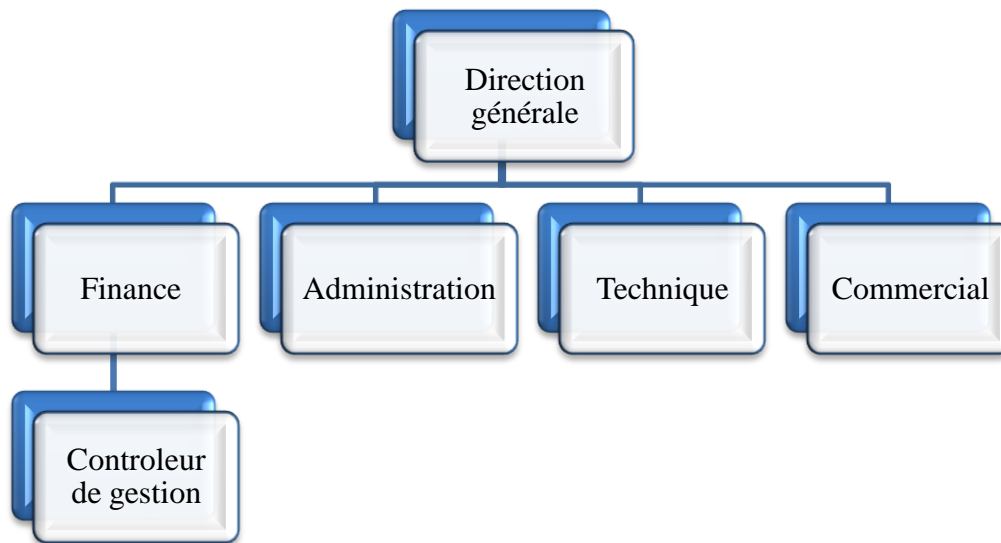 Direction
générale
Finance
Administration
Technique
Commercial
Controleur
de gestion